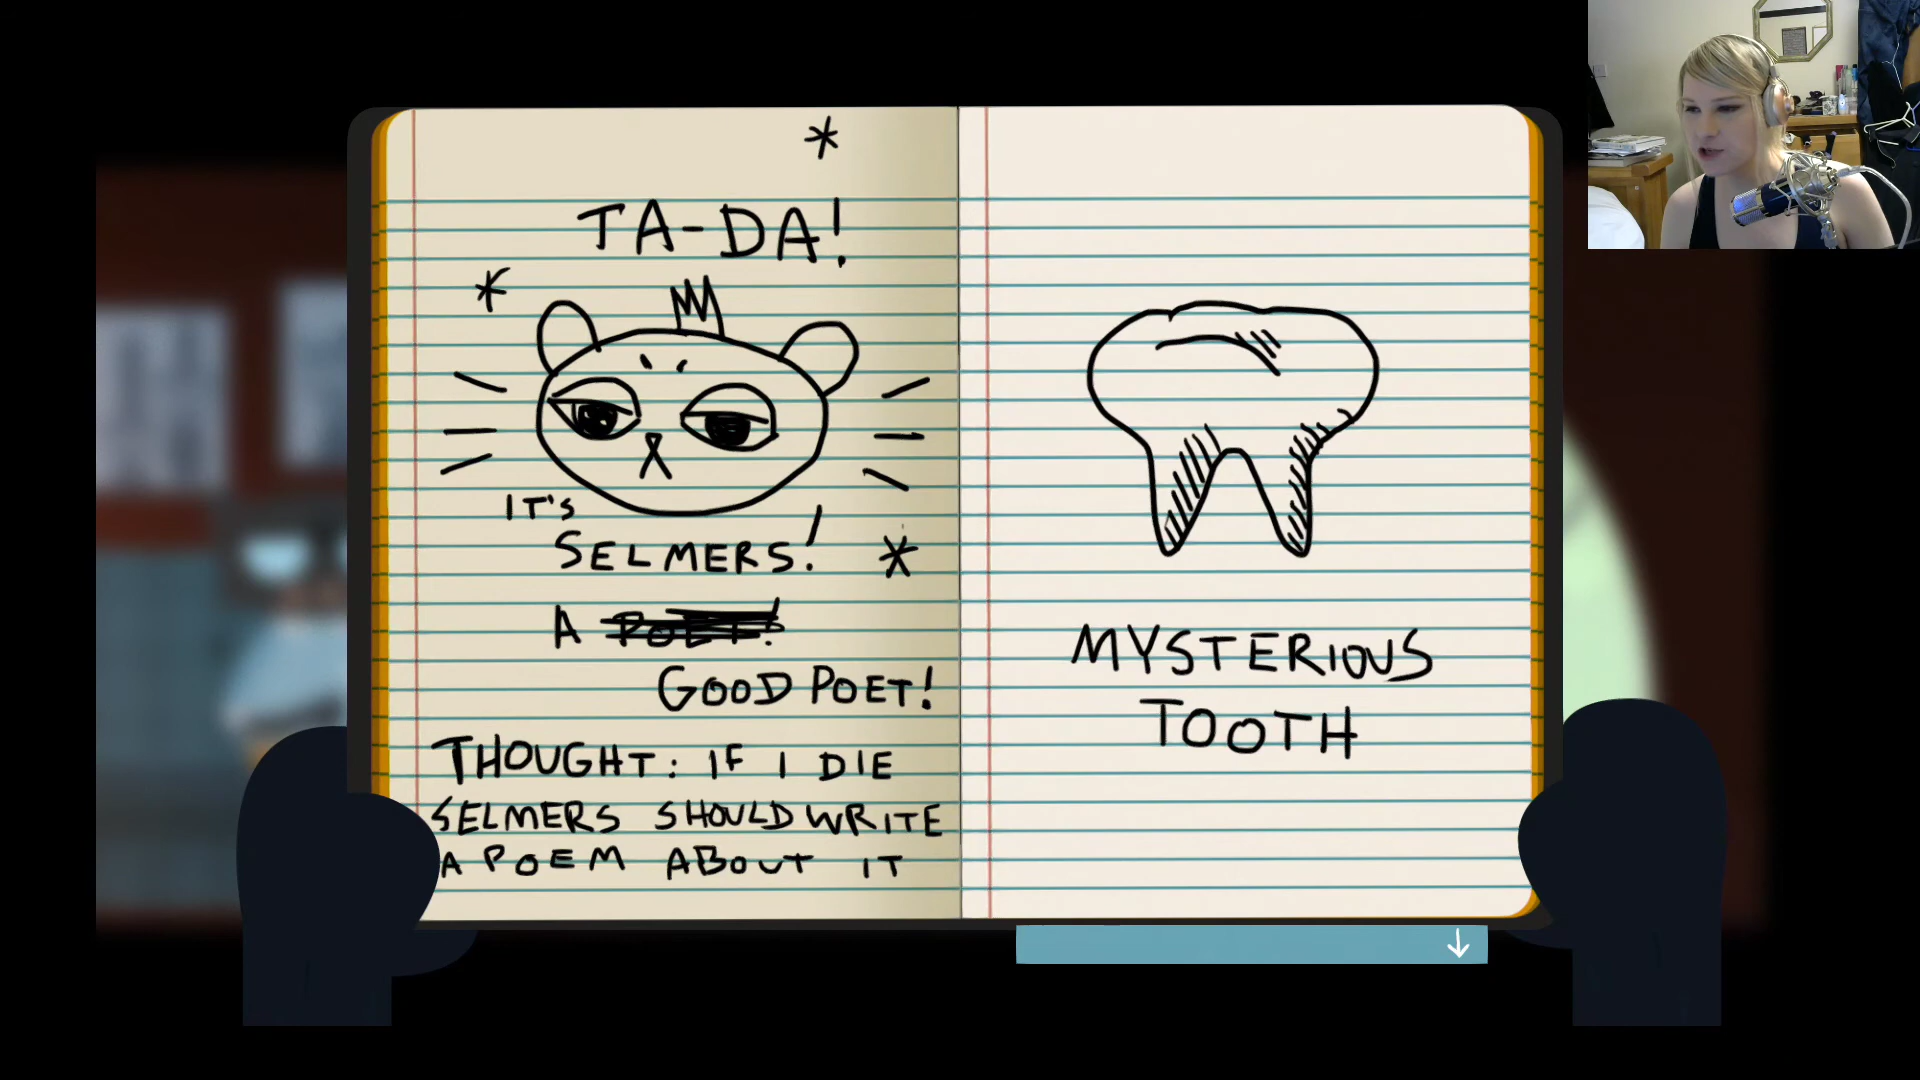 TA-DA!
IT'S
SELMERS!
A POET!
GOOD POET!
THOUGHT: IF I DIE
SELMERS SHOULD WRITE
A POEM ABOUT IT
MYSTERIOUS
TOOTH